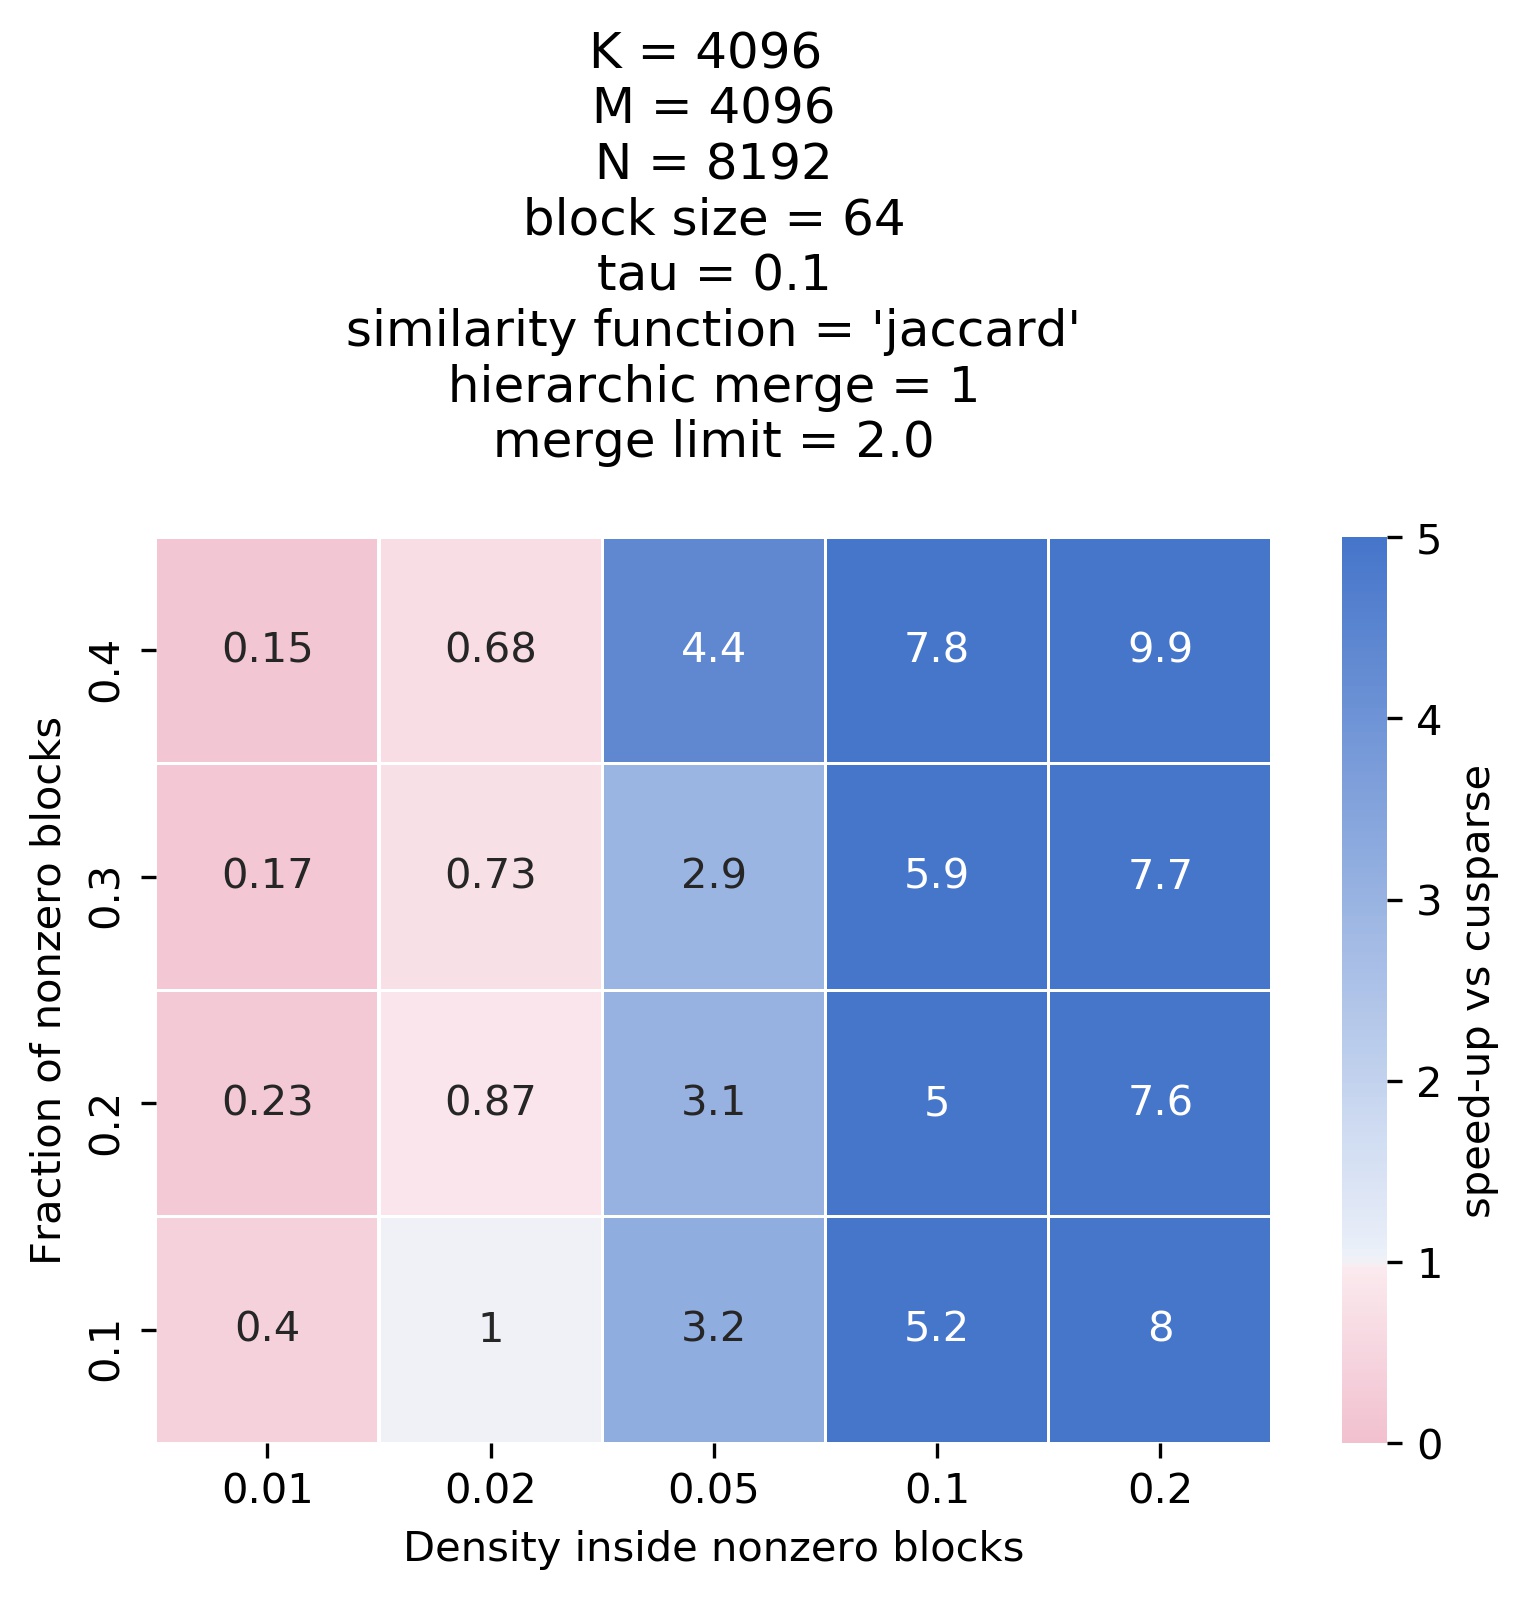 K = 4096
M = 4096
N = 8192
block size = 64
tau = 0.1
similarity function = 'jaccard'
hierarchic merge = 1
merge limit = 2.0
Fraction of nonzero blocks
0.4
0.15 0.68 4.4 7.8 9.9
0.3
0.17 0.73 2.9 5.9 7.7
0.2
0.23 0.87 3.1 5 7.6
0.1
0.4 1 3.2 5.2 8
0.01 0.02 0.05 0.1 0.2
Density inside nonzero blocks
5
4
3
2
1
0
speed-up vs cusparse